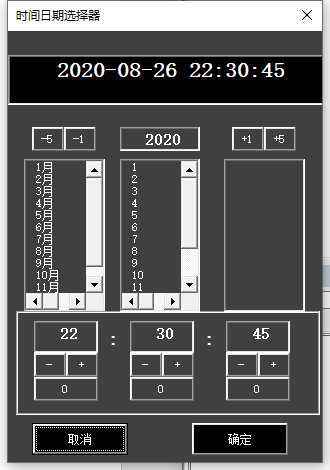 时间日期选择器
2020-08-26 22:30:45
-5 -1 2020 +1 +5
1月 1
2月 2
3月 3
4月 4
5月 5
6月 6
7月 7
8月 8
9月 9
10月 10
11月 11
22 : 30 : 45
- + - + - +
0 0 0
取消 确定